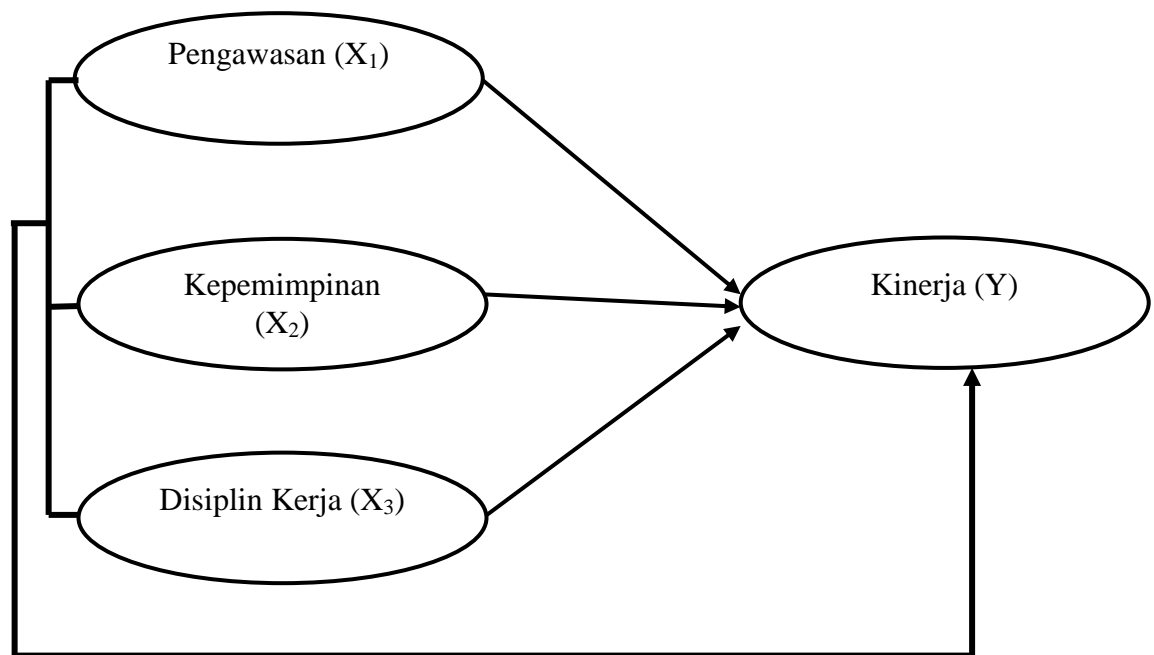 Pengawasan (X₁)
Kepemimpinan
(X₂)
Kinerja (Y)
Disiplin Kerja (X₃)